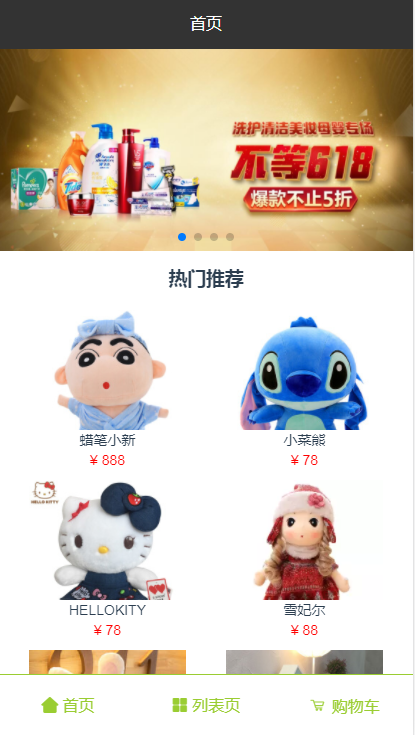 首页
洗护清洁美妆母婴专场
不等618
爆款不止5折
热门推荐
蜡笔小新
¥ 888
小菜熊
¥ 78
HELLO KITTY
HELLOKITY
¥ 78
雪妃尔
¥ 88
首页
列表页
购物车